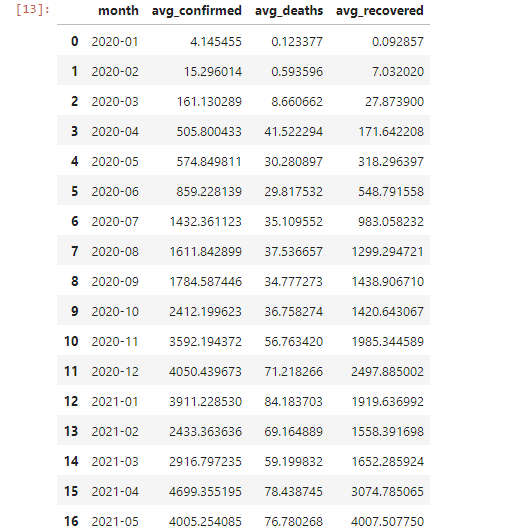 [13]:
month avg_confirmed avg_deaths avg_recovered
0 2020-01 4.145455 0.123377 0.092857
1 2020-02 15.296014 0.593596 7.032020
2 2020-03 161.130289 8.660662 27.873900
3 2020-04 505.800433 41.522294 171.642208
4 2020-05 574.849811 30.280897 318.296397
5 2020-06 859.228139 29.817532 548.791558
6 2020-07 1432.361123 35.109552 983.058232
7 2020-08 1611.842899 37.536657 1299.294721
8 2020-09 1784.587446 34.777273 1438.906710
9 2020-10 2412.199623 36.758274 1420.643067
10 2020-11 3592.194372 56.763420 1985.344589
11 2020-12 4050.439673 71.218266 2497.885002
12 2021-01 3911.228530 84.183703 1919.636992
13 2021-02 2433.363636 69.164889 1558.391698
14 2021-03 2916.797235 59.199832 1652.285924
15 2021-04 4699.355195 78.438745 3074.785065
16 2021-05 4005.254085 76.780268 4007.507750